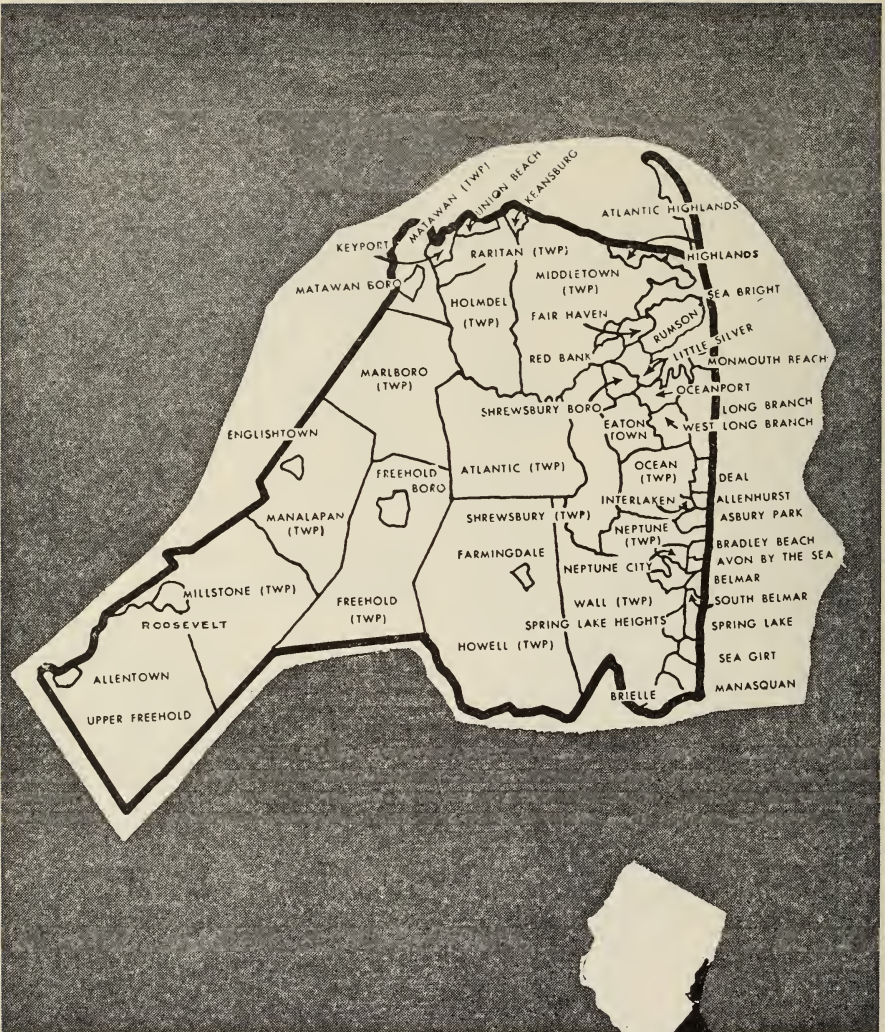 MATAWAN (TWP)
UNION BEACH
KEANSBURG
ATLANTIC HIGHLANDS
KEYPORT
RARITAN (TWP)
HIGHLANDS
MIDDLETOWN
(TWP)
MATAWAN BORO
SEA BRIGHT
HOLMDEL
(TWP)
FAIR HAVEN
RUMSON
RED BANK
LITTLE SILVER
MONMOUTH BEACH
MARLBORO
(TWP)
OCEANPORT
SHREWSBURY BORO
LONG BRANCH
EATON
TOWN
WEST LONG BRANCH
ENGLISHTOWN
FREEHOLD
BORO
ATLANTIC (TWP)
OCEAN
(TWP)
DEAL
INTERLAKEN
ALLENHURST
MANALAPAN
(TWP)
SHREWSBURY (TWP)
ASBURY PARK
NEPTUNE
(TWP)
BRADLEY BEACH
FARMINGDALE
AVON BY THE SEA
NEPTUNE CITY
BELMAR
MILLSTONE (TWP)
FREEHOLD
(TWP)
WALL (TWP)
SOUTH BELMAR
ROOSEVELT
SPRING LAKE HEIGHTS
SPRING LAKE
HOWELL (TWP)
SEA GIRT
ALLENTOWN
BRIELLE
MANASQUAN
UPPER FREEHOLD